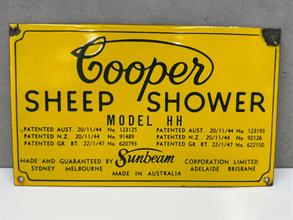 Cooper
SHEEP SHOWER
MODEL HH
PATENTED AUST. 20/11/44 No 123125 PATENTED AUST. 20/11/44 No 123193
PATENTED N.Z. 20/11/44 No 91489 PATENTED N.Z. 20/11/44 No 92126
PATENTED GR. BT 22/1/47 No 620793 PATENTED GR. BT 22/1/47 No 622150
MADE AND GUARANTEED BY Sunbeam CORPORATION LIMITED
SYDNEY MELBOURNE ADELAIDE BRISBANE
MADE IN AUSTRALIA